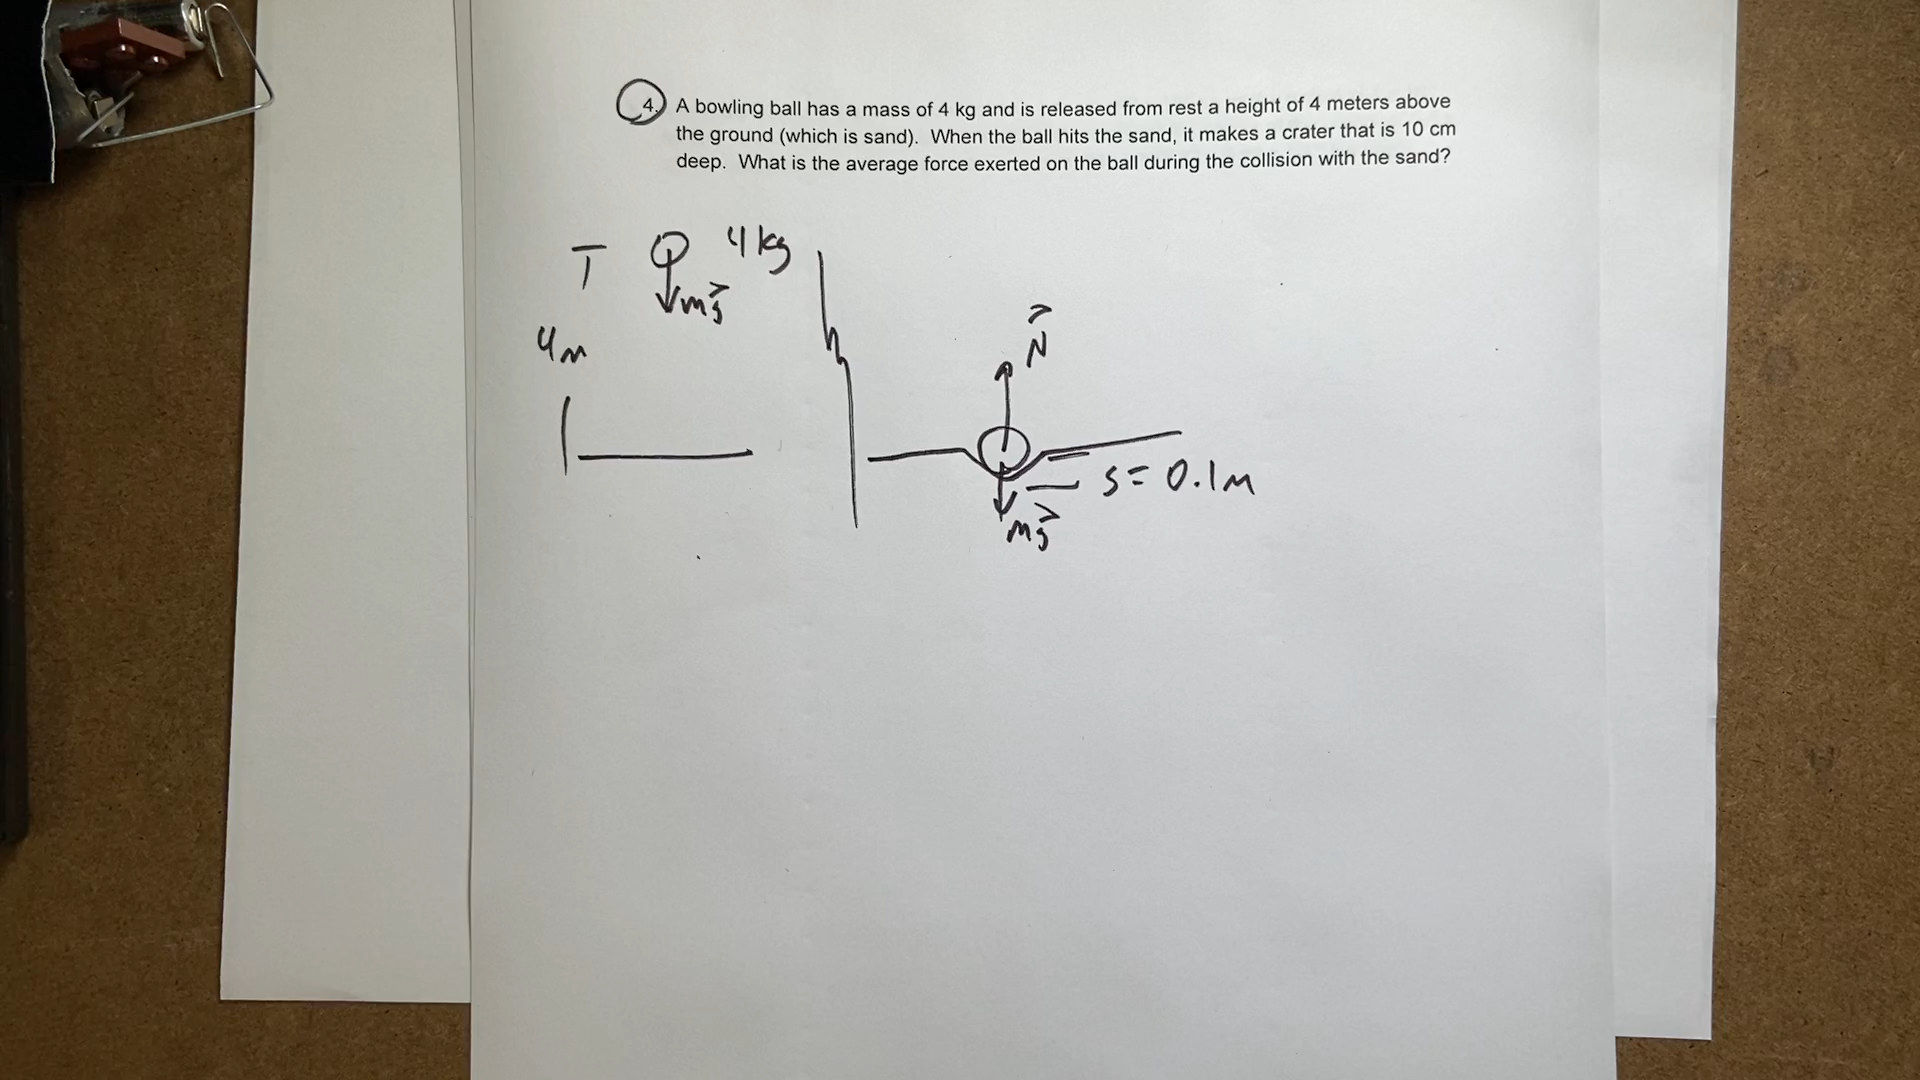 4. A bowling ball has a mass of 4 kg and is released from rest a height of 4 meters above
the ground (which is sand). When the ball hits the sand, it makes a crater that is 10 cm
deep. What is the average force exerted on the ball during the collision with the sand?
4 kg
mg⃗
4m
N⃗
s = 0.1m
mg⃗